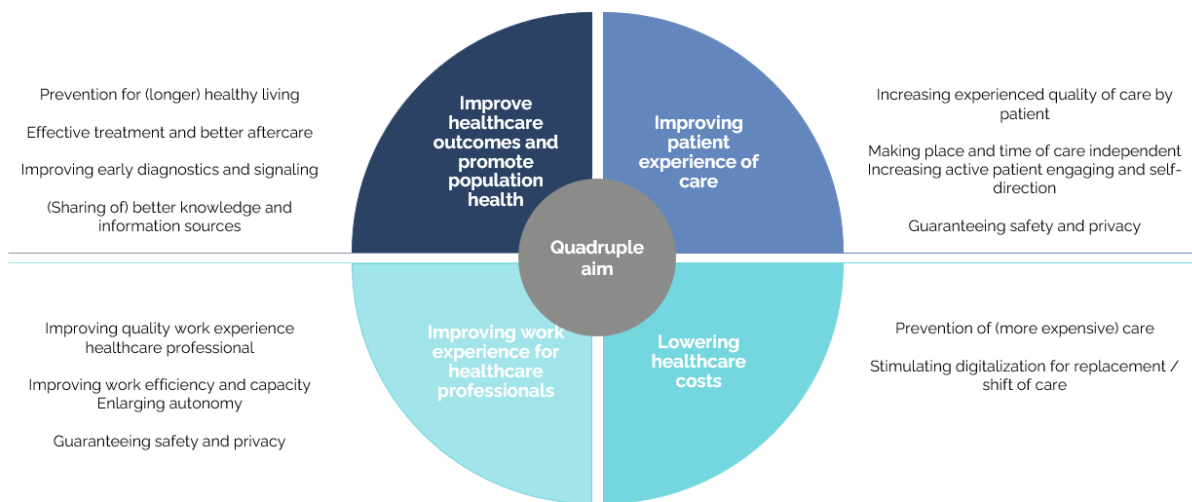 Prevention for (longer) healthy living
Effective treatment and better aftercare
Improving early diagnostics and signaling
(Sharing of) better knowledge and
information sources
Improve
healthcare
outcomes and
promote
population
health
Improving
patient
experience of
care
Increasing experienced quality of care by
patient
Making place and time of care independent
Increasing active patient engaging and self-
direction
Guaranteeing safety and privacy
Quadruple
aim
Improving quality work experience
healthcare professional
Improving work efficiency and capacity
Enlarging autonomy
Guaranteeing safety and privacy
Improving work
experience for
healthcare
professionals
Lowering
healthcare
costs
Prevention of (more expensive) care
Stimulating digitalization for replacement /
shift of care